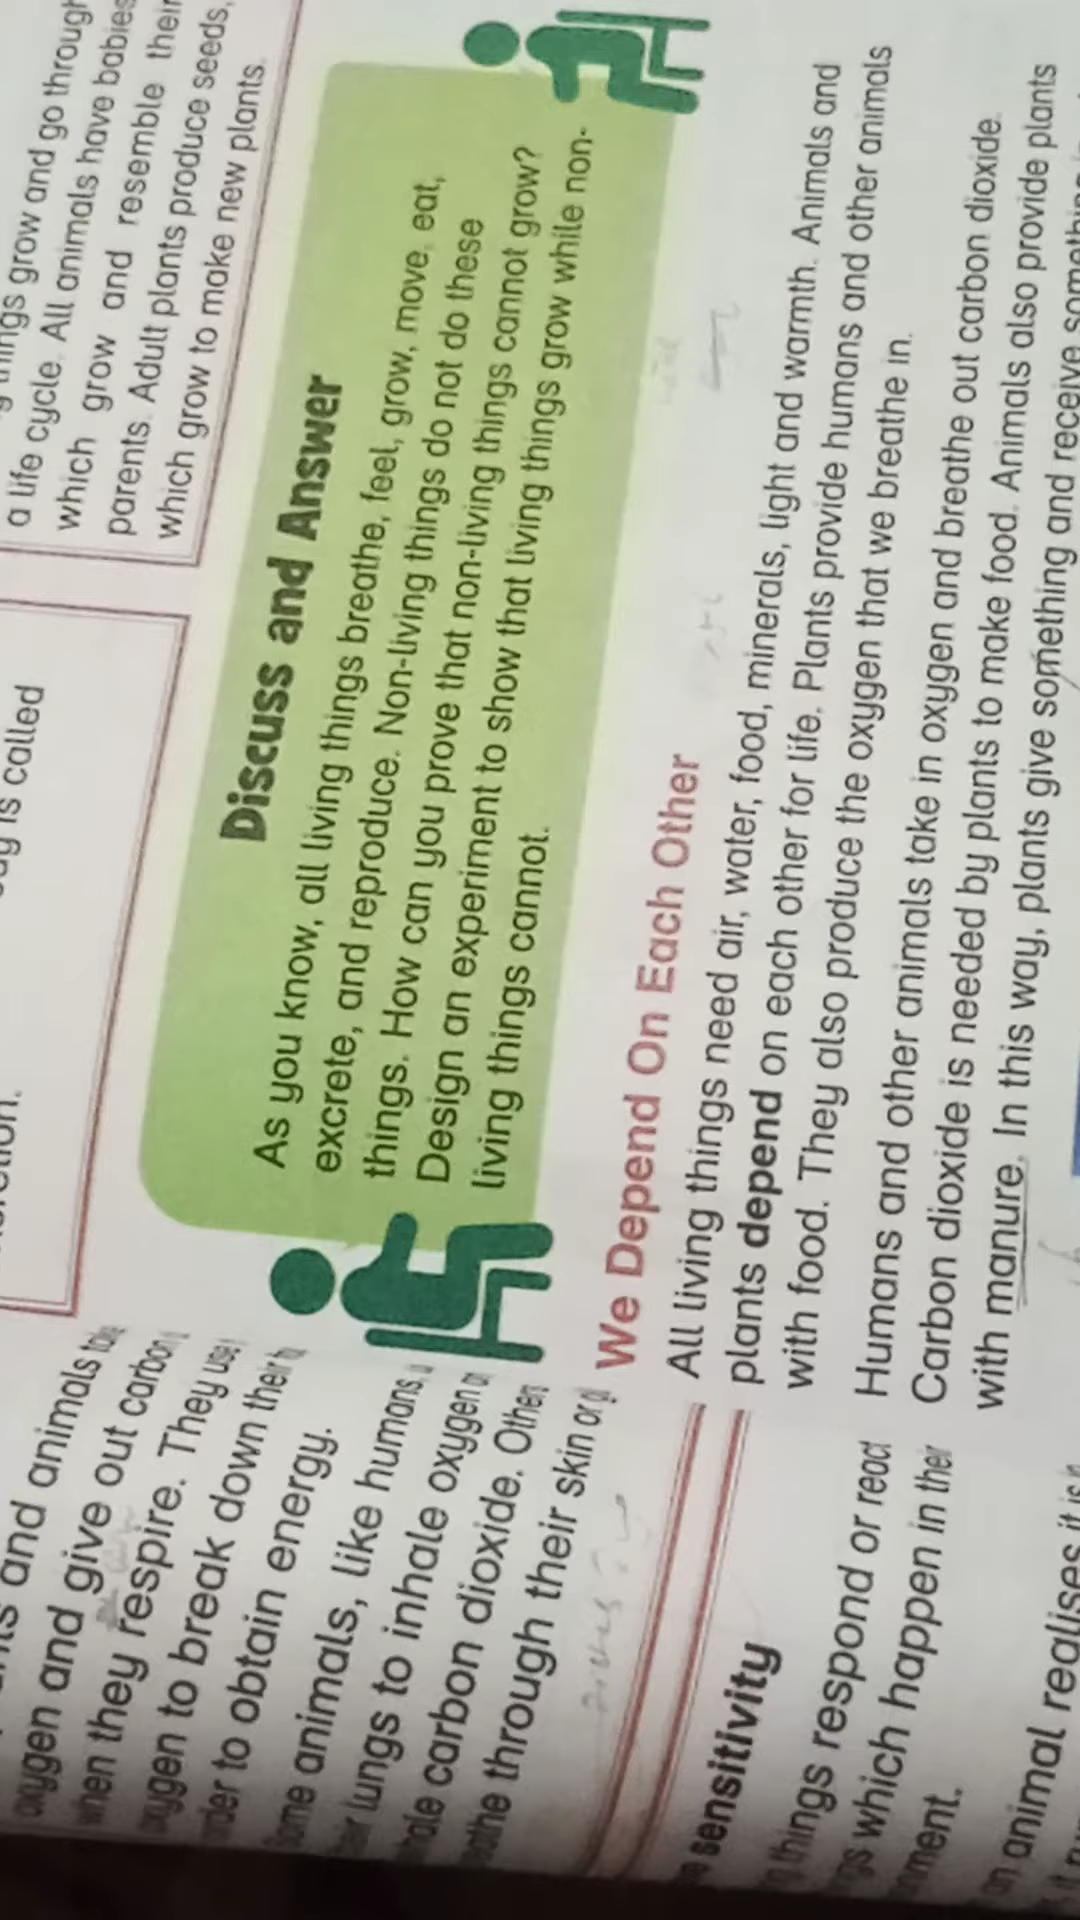 things grow and go through
a life cycle. All animals have babies
which grow and resemble their
parents. Adult plants produce seeds,
which grow to make new plants.
is called
Discuss and Answer
As you know, all living things breathe, feel, grow, move, eat,
excrete, and reproduce. Non-living things do not do these
things. How can you prove that non-living things cannot grow?
Design an experiment to show that living things grow while non-
living things cannot.
We Depend On Each Other
All living things need air, water, food, minerals, light and warmth. Animals and
plants depend on each other for life. Plants provide humans and other animals
with food. They also produce the oxygen that we breathe in.
Humans and other animals take in oxygen and breathe out carbon dioxide.
Carbon dioxide is needed by plants to make food. Animals also provide plants
with manure. In this way, plants give something and receive something
and animals
oxygen and give out carbon
when they respire. They use
oxygen to break down their
order to obtain energy.
Some animals, like humans,
their lungs to inhale oxygen
carbon dioxide. Others
through their skin or
sensitivity
things respond or react
which happen in their
an animal realises it is